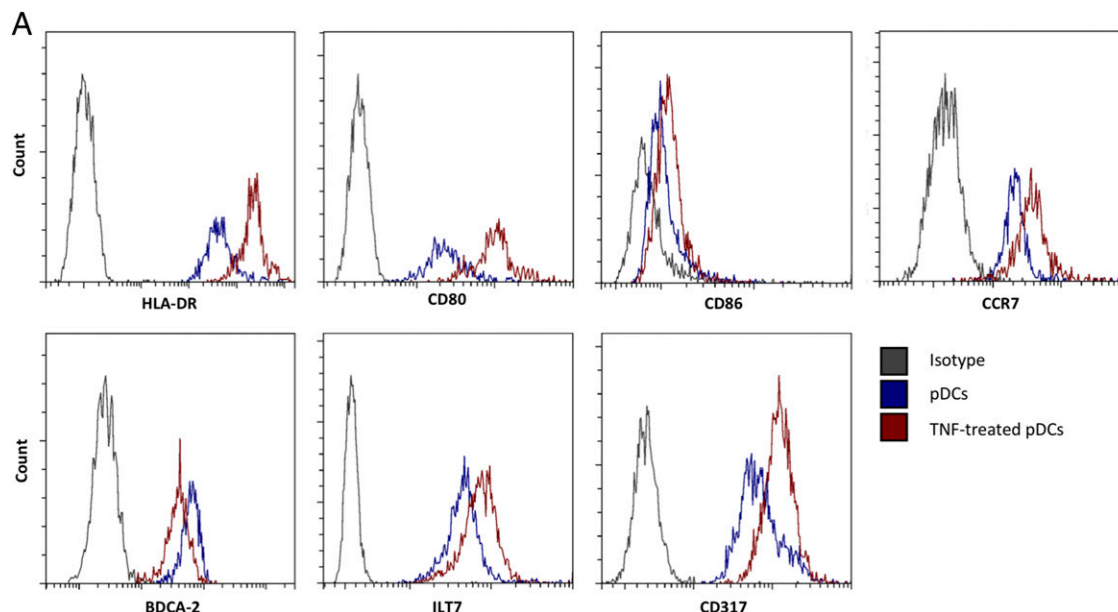 A
Count
HLA-DR
CD80
CD86
CCR7
Count
BDCA-2
ILT7
CD317
Isotype
pDCs
TNF-treated pDCs